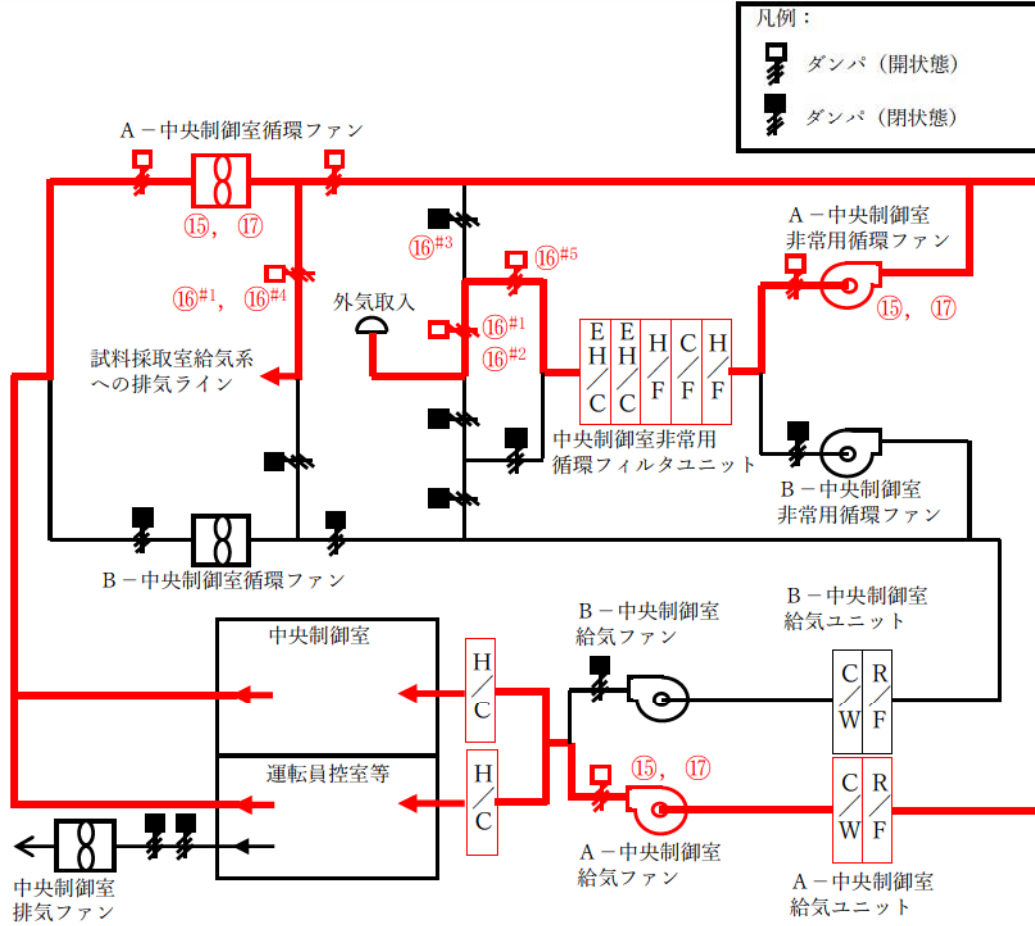 凡例：
ダンパ（開状態）
ダンパ（閉状態）
A－中央制御室循環ファン
⑮， ⑰
⑯#3
⑯#5
A－中央制御室
非常用循環ファン
⑮， ⑰
⑯#1， ⑯#4
外気取入
⑯#1
⑯#2
試料採取室給気系
への排気ライン
EH/C
EH/C
H/F
C/F
H/F
中央制御室非常用
循環フィルタユニット
B－中央制御室
非常用循環ファン
B－中央制御室循環ファン
B－中央制御室
給気ファン
B－中央制御室
給気ユニット
中央制御室
H/C
C/W
R/F
運転員控室等
H/C
⑮， ⑰
C/W
R/F
A－中央制御室
給気ファン
A－中央制御室
給気ユニット
中央制御室
排気ファン